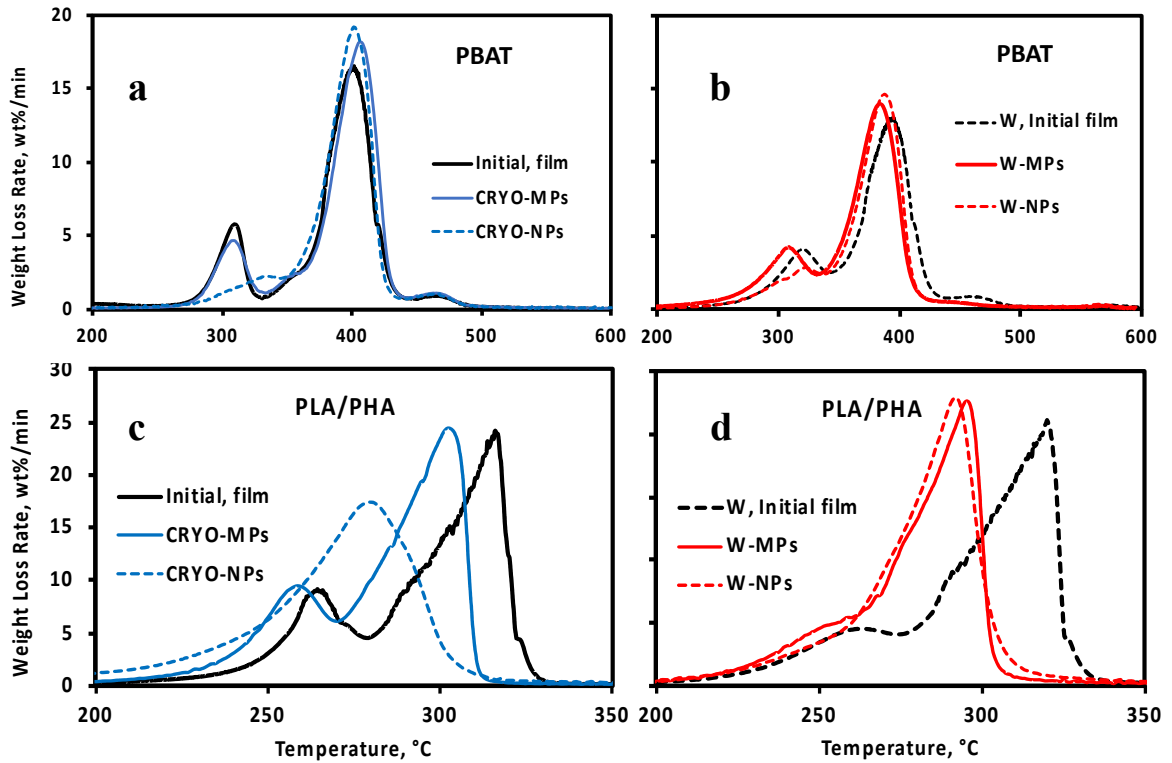 20
15
10
5
0
Weight Loss Rate, wt%/min
a
PBAT
Initial, film
CRYO-MPs
CRYO-NPs
200
300
400
500
600
b
PBAT
W, Initial film
W-MPs
W-NPs
200
300
400
500
600
30
25
20
15
10
5
0
Weight Loss Rate, wt%/min
c
PLA/PHA
Initial, film
CRYO-MPs
CRYO-NPs
200
250
300
350
Temperature, °C
d
PLA/PHA
W, Initial film
W-MPs
W-NPs
200
250
300
350
Temperature, °C